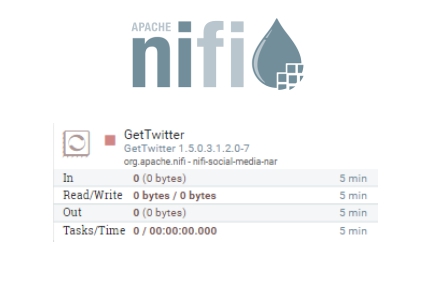 APACHE
nifi
GetTwitter
GetTwitter 1.5.0.3.1.2.0-7
org.apache.nifi - nifi-social-media-nar
In 0 (0 bytes) 5 min
Read/Write 0 bytes / 0 bytes 5 min
Out 0 (0 bytes) 5 min
Tasks/Time 0 / 00:00:00.000 5 min